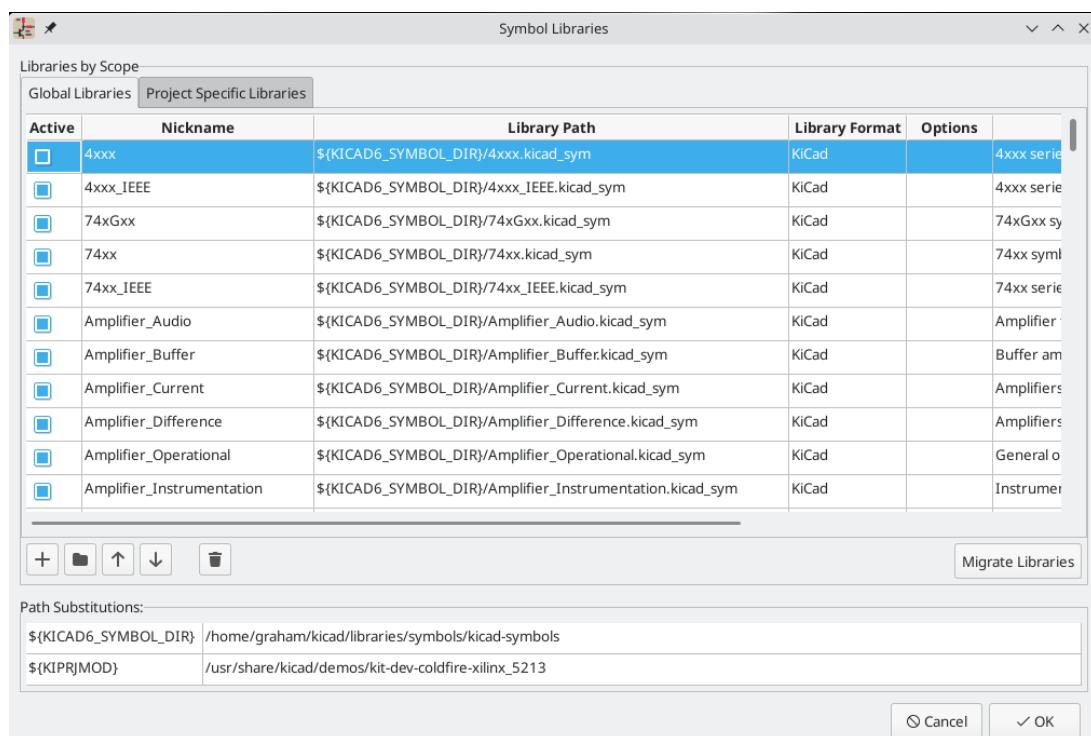 Symbol Libraries
Libraries by Scope
Global Libraries Project Specific Libraries
Active Nickname Library Path Library Format Options
4xxx ${KICAD6_SYMBOL_DIR}/4xxx.kicad_sym KiCad 4xxx serie
4xxx_IEEE ${KICAD6_SYMBOL_DIR}/4xxx_IEEE.kicad_sym KiCad 4xxx serie
74xGxx ${KICAD6_SYMBOL_DIR}/74xGxx.kicad_sym KiCad 74xGxx sy
74xx ${KICAD6_SYMBOL_DIR}/74xx.kicad_sym KiCad 74xx symb
74xx_IEEE ${KICAD6_SYMBOL_DIR}/74xx_IEEE.kicad_sym KiCad 74xx serie
Amplifier_Audio ${KICAD6_SYMBOL_DIR}/Amplifier_Audio.kicad_sym KiCad Amplifier
Amplifier_Buffer ${KICAD6_SYMBOL_DIR}/Amplifier_Buffer.kicad_sym KiCad Buffer am
Amplifier_Current ${KICAD6_SYMBOL_DIR}/Amplifier_Current.kicad_sym KiCad Amplifiers
Amplifier_Difference ${KICAD6_SYMBOL_DIR}/Amplifier_Difference.kicad_sym KiCad Amplifiers
Amplifier_Operational ${KICAD6_SYMBOL_DIR}/Amplifier_Operational.kicad_sym KiCad General o
Amplifier_Instrumentation ${KICAD6_SYMBOL_DIR}/Amplifier_Instrumentation.kicad_sym KiCad Instrumen
Migrate Libraries
Path Substitutions:
${KICAD6_SYMBOL_DIR} /home/graham/kicad/libraries/symbols/kicad-symbols
${KIPRJMOD} /usr/share/kicad/demos/kit-dev-coldfire-xilinx_5213
Cancel OK